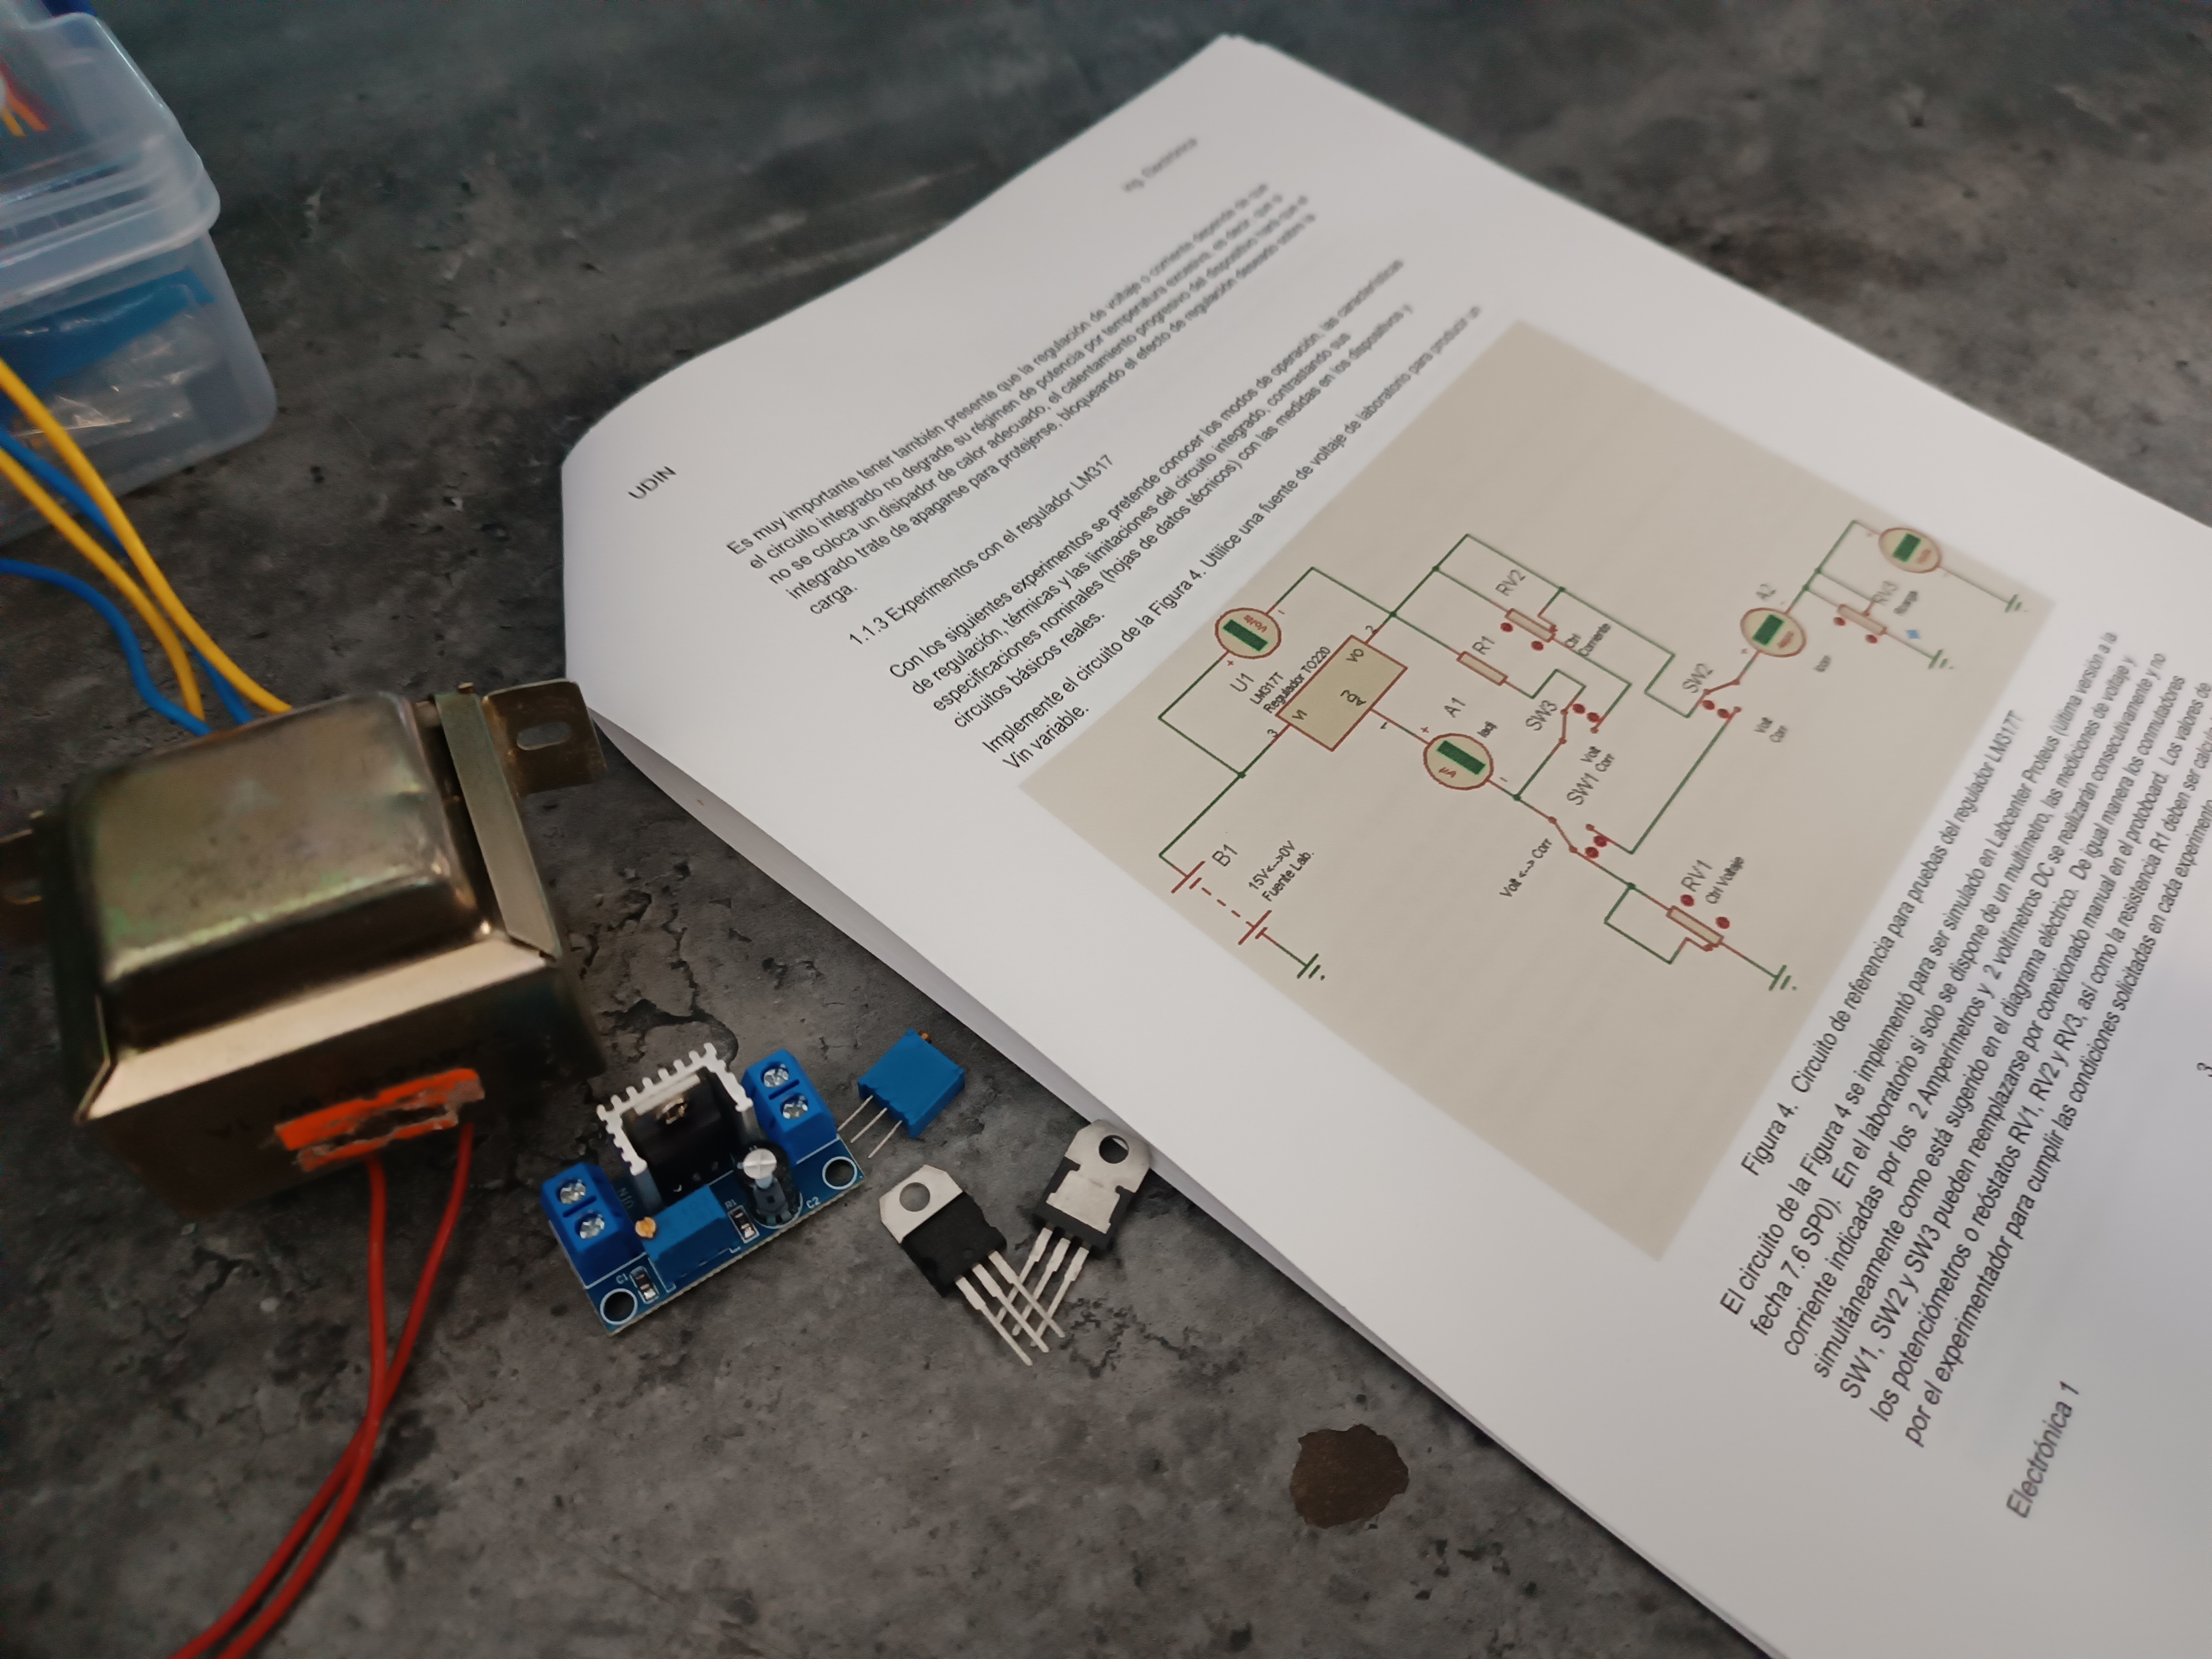 UDIN
Ing. Electrónica
Es muy importante tener también presente que la regulación de voltaje o corriente depende de que
el circuito integrado no degrade su régimen de potencia por temperatura excesiva, es decir, que si
no se coloca un disipador de calor adecuado, el calentamiento progresivo del dispositivo hará que el
integrado trate de apagarse para protejerse, bloqueando el efecto de regulación deseado sobre la
carga.
1.1.3 Experimentos con el regulador LM317
Con los siguientes experimentos se pretende conocer los modos de operación, las características
de regulación, térmicas y las limitaciones del circuito integrado, contrastando sus
especificaciones nominales (hojas de datos técnicos) con las medidas en los dispositivos y
circuitos básicos reales.
Implemente el circuito de la Figura 4. Utilice una fuente de voltaje de laboratorio para producir un
Vin variable.
Volts
U1
LM317T
Regulador TO220
VI
VO
ADJ
3
2
1
B1
15V<-->0V
Fuente Lab.
A1
Iadj
R1
RV2
Ctrl
Corriente
SW3
Volt
Corr
SW1
Volt <--> Corr
SW2
Volt
Corr
A2
RV3
RV1
Ctrl Voltaje
Figura 4. Circuito de referencia para pruebas del regulador LM317T
El circuito de la Figura 4 se implementó para ser simulado en Labcenter Proteus (última versión a la
fecha 7.6 SP0). En el laboratorio si solo se dispone de un multímetro, las mediciones de voltaje y
corriente indicadas por los 2 Amperímetros y 2 voltímetros DC se realizarán consecutivamente y no
simultáneamente como está sugerido en el diagrama eléctrico. De igual manera los conmutadores
SW1, SW2 y SW3 pueden reemplazarse por conexionado manual en el protoboard. Los valores de
los potenciómetros o reóstatos RV1, RV2 y RV3, así como la resistencia R1 deben ser
por el experimentador para cumplir las condiciones solicitadas en cada
Electrónica 1
3
R1
C2
C1